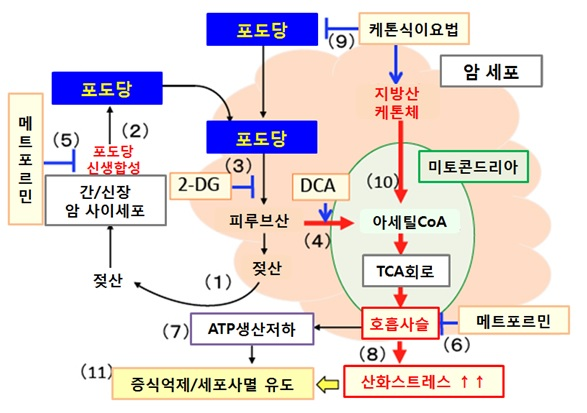 포도당
(9)
케톤식이요법
암 세포
포도당
지방산
케톤체
메트포르민
(5)
(2)
포도당
신생합성
포도당
(3)
2-DG
DCA
(10)
미토콘드리아
간/신장
암 사이세포
피루브산
(4)
아세틸CoA
젖산
(1)
젖산
TCA회로
(7)
ATP생산저하
호흡사슬
(6)
메트포르민
(8)
(11)
증식억제/세포사멸 유도
산화스트레스 ↑↑